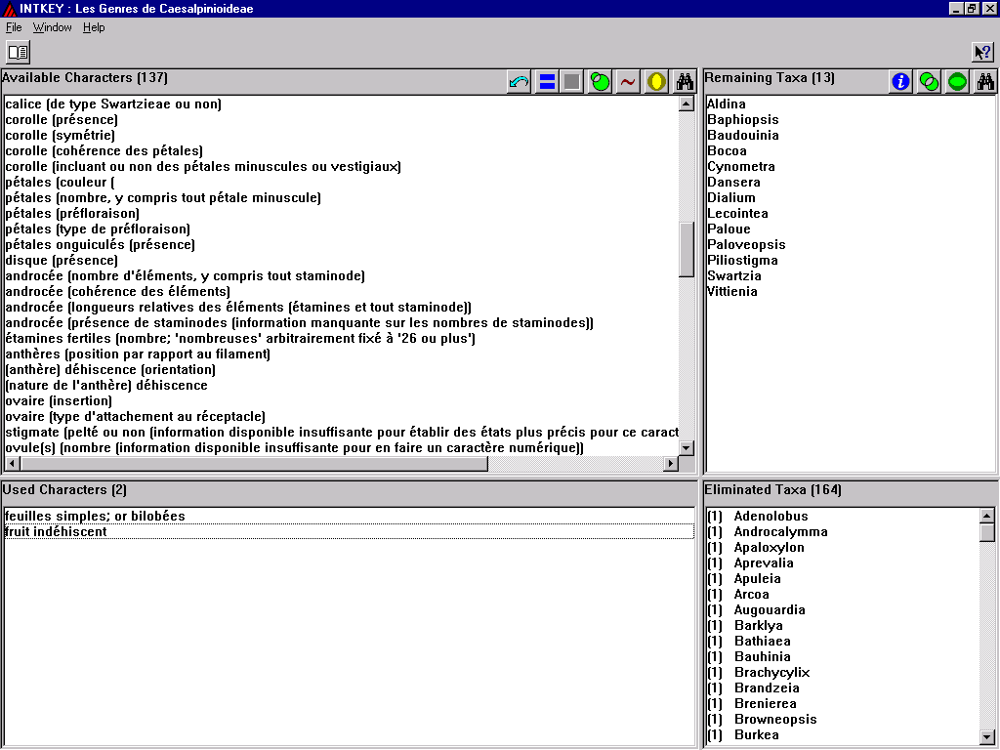 INTKEY : Les Genres de Caesalpinioideae
File Window Help
Available Characters (137)
calice (de type Swartzieae ou non)
corolle (présence)
corolle (symétrie)
corolle (cohérence des pétales)
corolle (incluant ou non des pétales minuscules ou vestigiaux)
pétales (couleur (
pétales (nombre, y compris tout pétale minuscule)
pétales (préfloraison)
pétales (type de préfloraison)
pétales onguiculés (présence)
disque (présence)
androcée (nombre d'éléments, y compris tout staminode)
androcée (cohérence des éléments)
androcée (longueurs relatives des éléments (étamines et tout staminode))
androcée (présence de staminodes (information manquante sur les nombres de staminodes))
étamines fertiles (nombre; 'nombreuses' arbitrairement fixé à '26 ou plus')
anthères (position par rapport au filament)
(anthère) déhiscence (orientation)
(nature de l'anthère) déhiscence
ovaire (insertion)
ovaire (type d'attachement au réceptacle)
stigmate (pelté ou non (information disponible insuffisante pour établir des états plus précis pour ce caract
ovule(s) (nombre (information disponible insuffisante pour en faire un caractère numérique))
Remaining Taxa (13)
Aldina
Baphiopsis
Baudouinia
Bocoa
Cynometra
Dansera
Dialium
Lecointea
Paloue
Paloveopsis
Piliostigma
Swartzia
Vittienia
Used Characters (2)
feuilles simples; or bilobées
fruit indéhiscent
Eliminated Taxa (164)
(1) Adenolobus
(1) Androcalymma
(1) Apaloxylon
(1) Aprevalia
(1) Apuleia
(1) Arcoa
(1) Augouardia
(1) Barklya
(1) Bathiaea
(1) Bauhinia
(1) Brachycylix
(1) Brandzeia
(1) Brenierea
(1) Browneopsis
(1) Burkea